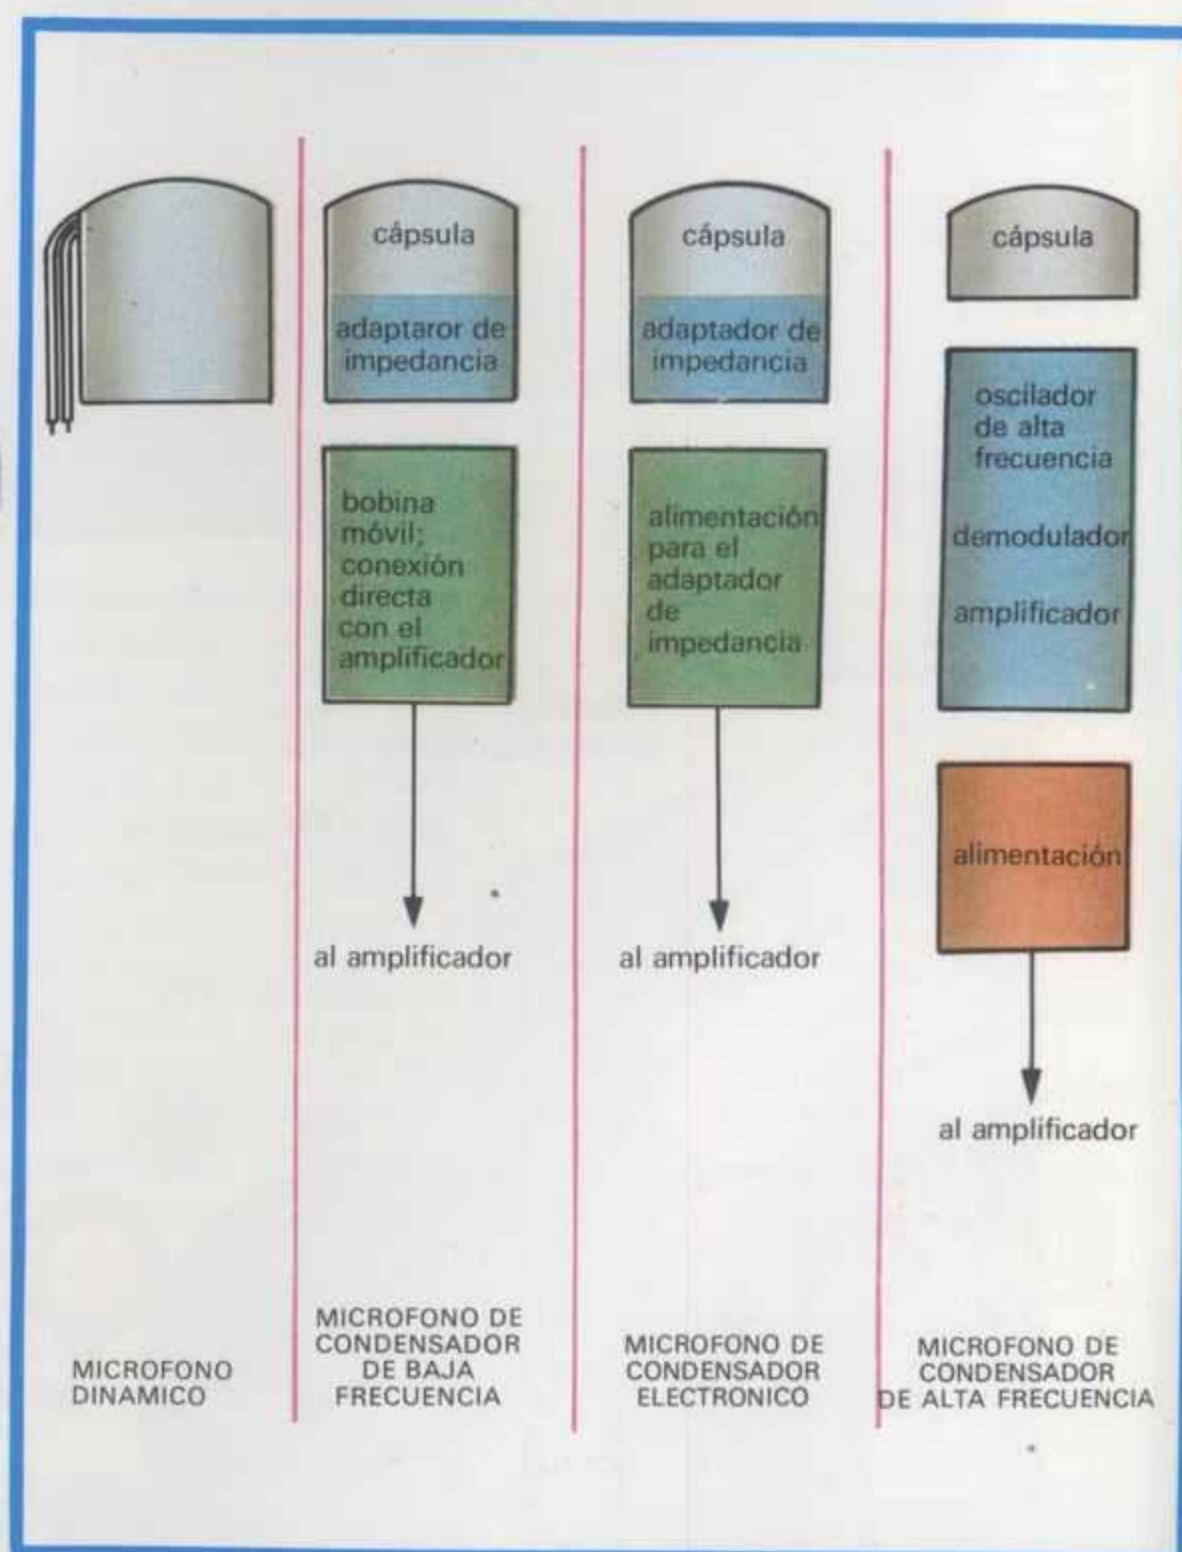 cápsula
adaptaror de
impedancia
bobina
móvil;
conexión
directa
con el
amplificador
al amplificador
cápsula
adaptador de
impedancia
alimentación
para el
adaptador
de
impedancia
al amplificador
cápsula
oscilador
de alta
frecuencia
demodulador
amplificador
alimentación
al amplificador
MICROFONO
DINAMICO
MICROFONO DE
CONDENSADOR
DE BAJA
FRECUENCIA
MICROFONO DE
CONDENSADOR
ELECTRONICO
MICROFONO DE
CONDENSADOR
DE ALTA FRECUENCIA